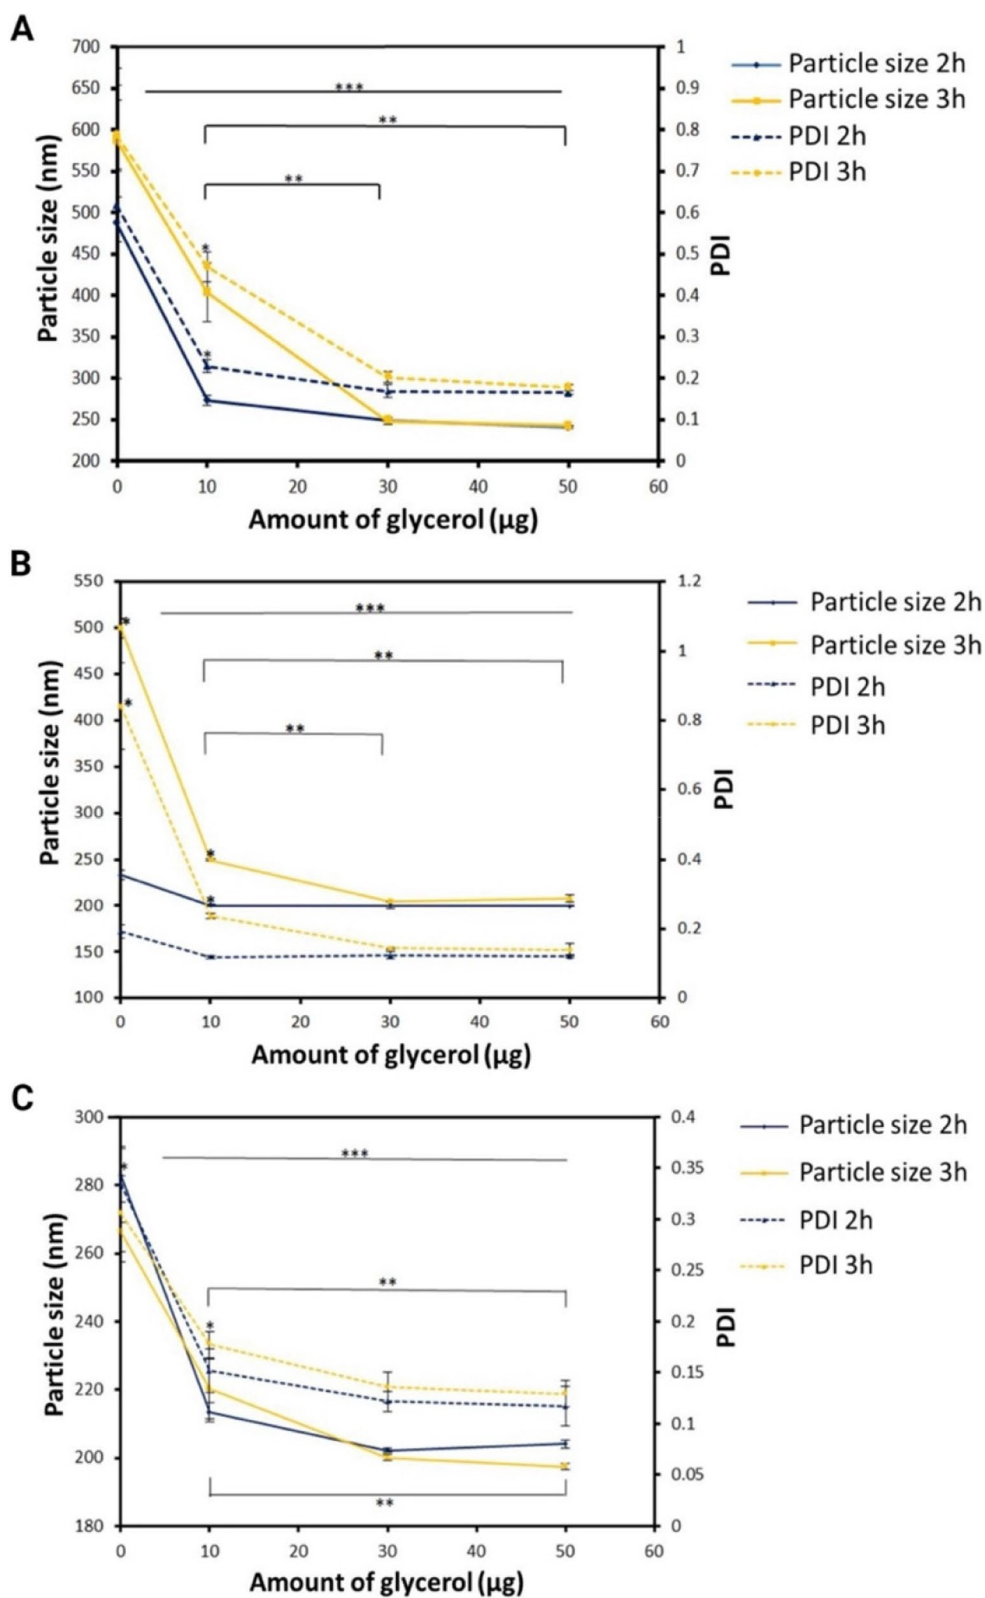 A
700
650
600
550
500
450
400
350
300
250
200
Particle size (nm)
1
0.9
0.8
0.7
0.6
0.5
0.4
0.3
0.2
0.1
0
PDI
***
**
**
*
*
0 10 20 30 40 50 60
Amount of glycerol (µg)
Particle size 2h
Particle size 3h
PDI 2h
PDI 3h
B
550
500
450
400
350
300
250
200
150
100
Particle size (nm)
1.2
1
0.8
0.6
0.4
0.2
0
PDI
***
**
**
*
*
*
*
0 10 20 30 40 50 60
Amount of glycerol (µg)
Particle size 2h
Particle size 3h
PDI 2h
PDI 3h
C
300
280
260
240
220
200
180
Particle size (nm)
0.4
0.35
0.3
0.25
0.2
0.15
0.1
0.05
0
PDI
***
*
**
*
**
0 10 20 30 40 50 60
Amount of glycerol (µg)
Particle size 2h
Particle size 3h
PDI 2h
PDI 3h